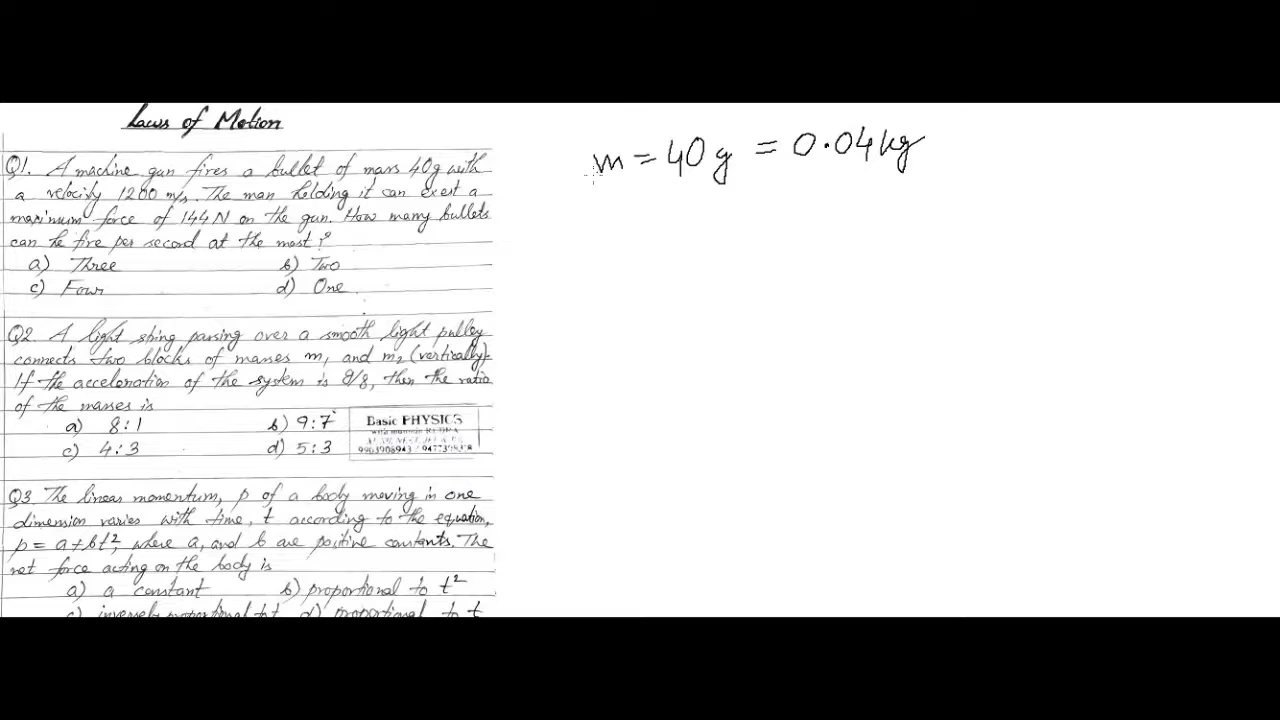 Laws of Motion
Q1. A machine gun fires a bullet of mass 40g with
a velocity 1200 m/s. The man holding it can exert a
maximum force of 144N on the gun. How many bullets
can he fire per second at the most?
a) Three b) Two
c) Four d) One
Q2. A light string passing over a smooth light pulley
connects two blocks of masses m₁ and m₂ (vertically).
If the acceleration of the system is g/8, then the ratio
of the masses is
a) 8:1 b) 9:7
c) 4:3 d) 5:3
Basic PHYSICS
Q3 The linear momentum, p of a body moving in one
dimension varies with time, t according to the equation,
p = a+bt², where a, and b are positive constants. The
net force acting on the body is
a) a constant b) proportional to t²
c) inversely proportional to t d) proportional to t
m = 40 g = 0.04 kg